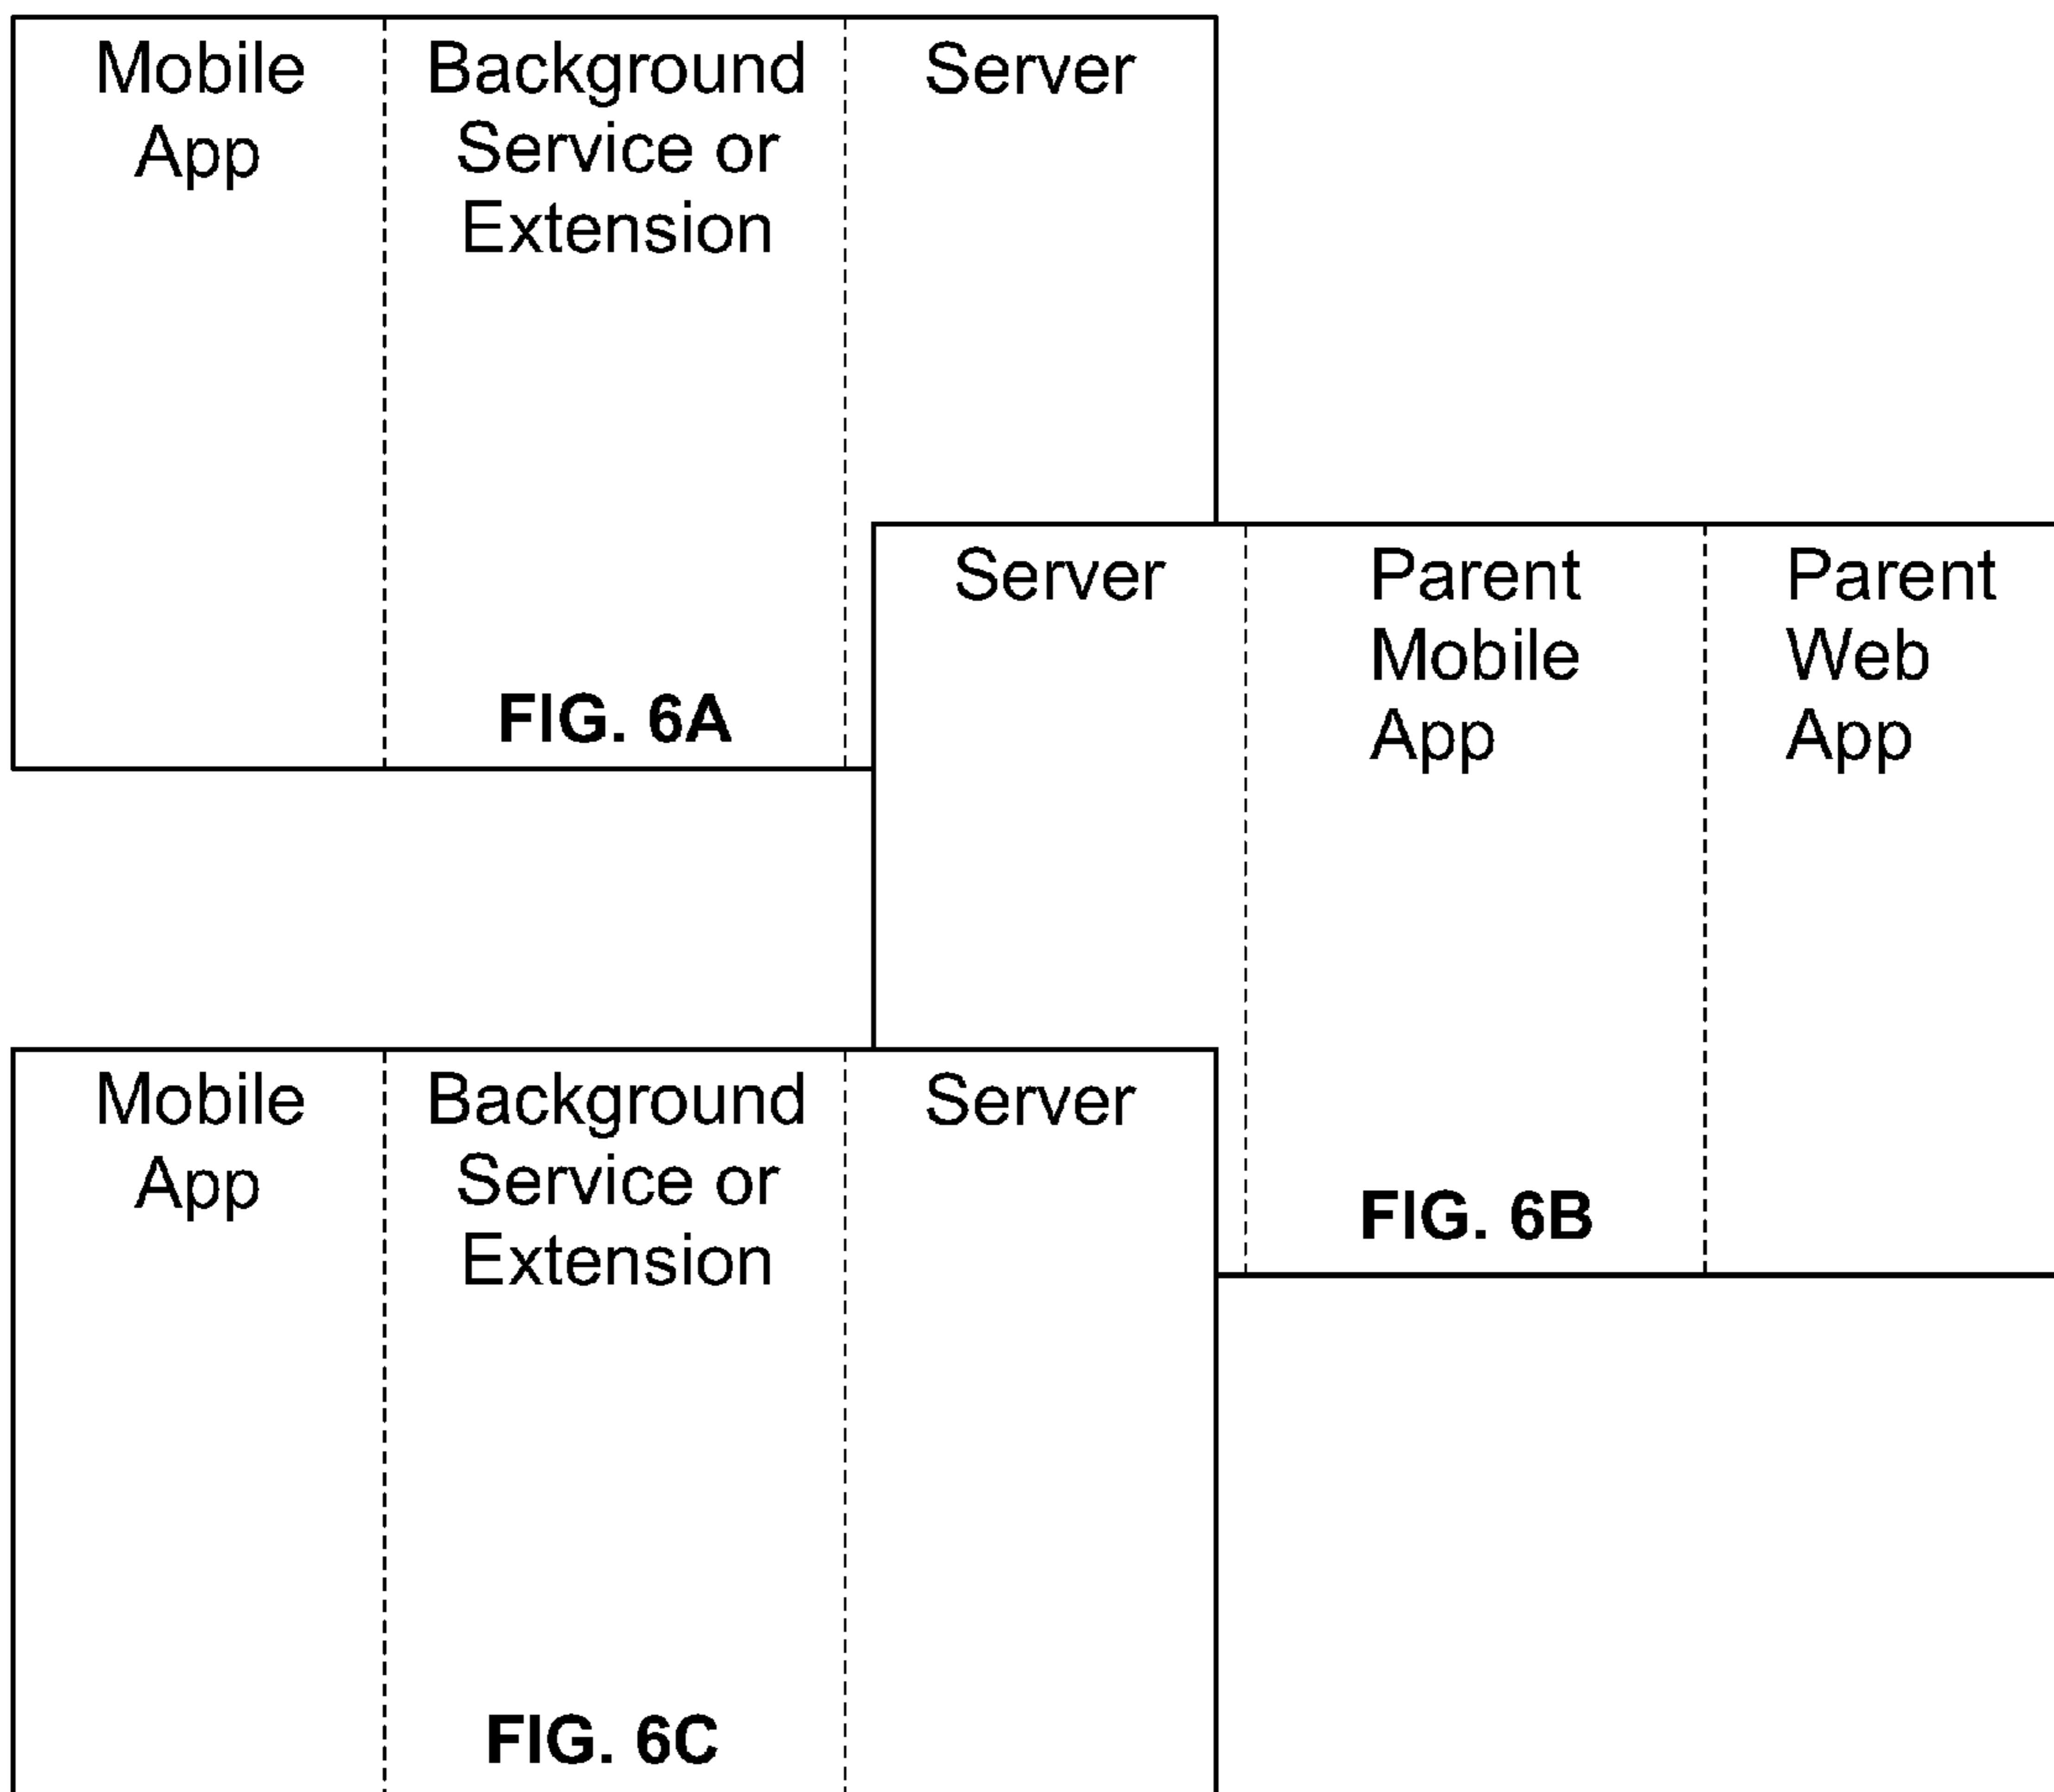 Mobile
App
Background
Service or
Extension
Server
FIG. 6A
Server
Parent
Mobile
App
Parent
Web
App
FIG. 6B
Mobile
App
Background
Service or
Extension
Server
FIG. 6C